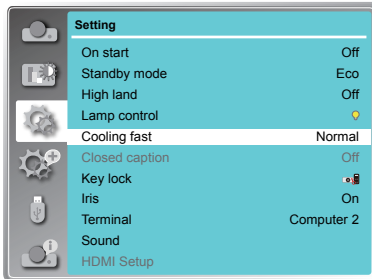 Setting
On start Off
Standby mode Eco
High land Off
Lamp control
Cooling fast Normal
Closed caption Off
Key lock
Iris On
Terminal Computer 2
Sound
HDMI Setup